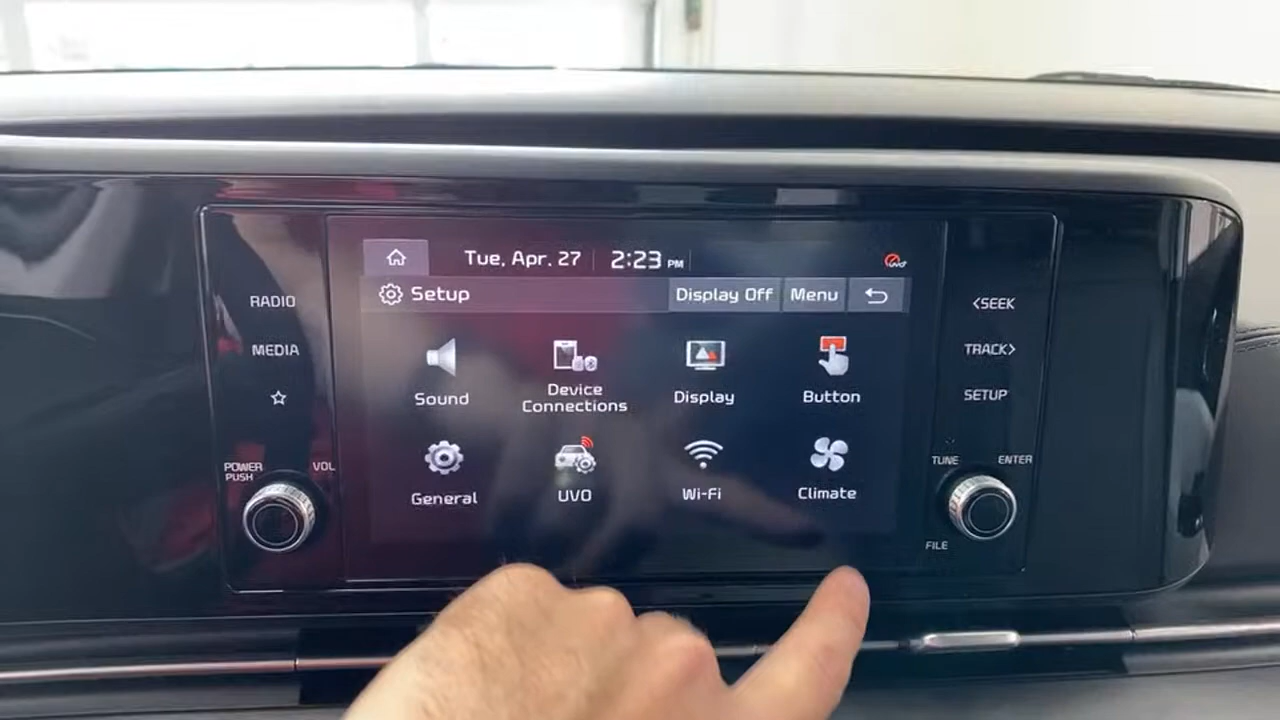 Tue, Apr. 27 2:23 PM
Setup Display Off Menu
RADIO
MEDIA
POWER
PUSH
VOL
Sound
Device
Connections
Display
Button
General
UVO
Wi-Fi
Climate
<SEEK
TRACK>
SETUP
TUNE
ENTER
FILE